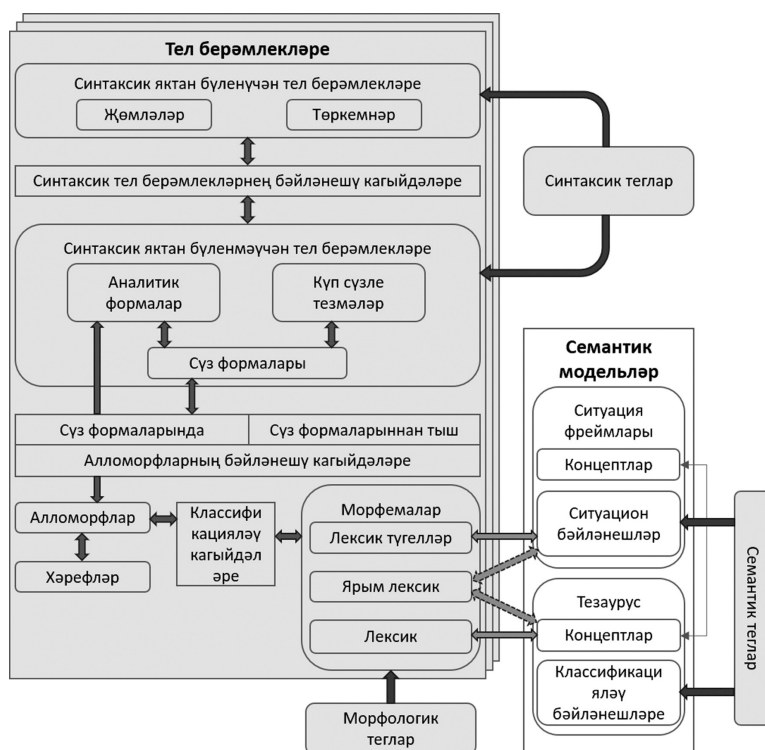 Тел берәмлекләре
Синтаксик яктан бүленүчән тел берәмлекләре
Җөмләләр
Төркемнәр
Синтаксик тел берәмлекләрнең бәйләнешү кагыйдәләре
Синтаксик теглар
Синтаксик яктан бүленмәүчән тел берәмлекләре
Аналитик
формалар
Күп сүзле
тезмәләр
Сүз формалары
Сүз формаларында
Сүз формаларыннан тыш
Алломорфларның бәйләнешү кагыйдәләре
Алломорфлар
Хәрефләр
Классифи
кацияләү
кагыйдәл
әре
Морфемалар
Лексик түгелләр
Ярым лексик
Лексик
Морфологик
теглар
Семантик
модельләр
Ситуация
фреймлары
Концептлар
Ситуацион
бәйләнешләр
Тезаурус
Концептлар
Классификаци
яләү
бәйләнешләре
Семантик теглар